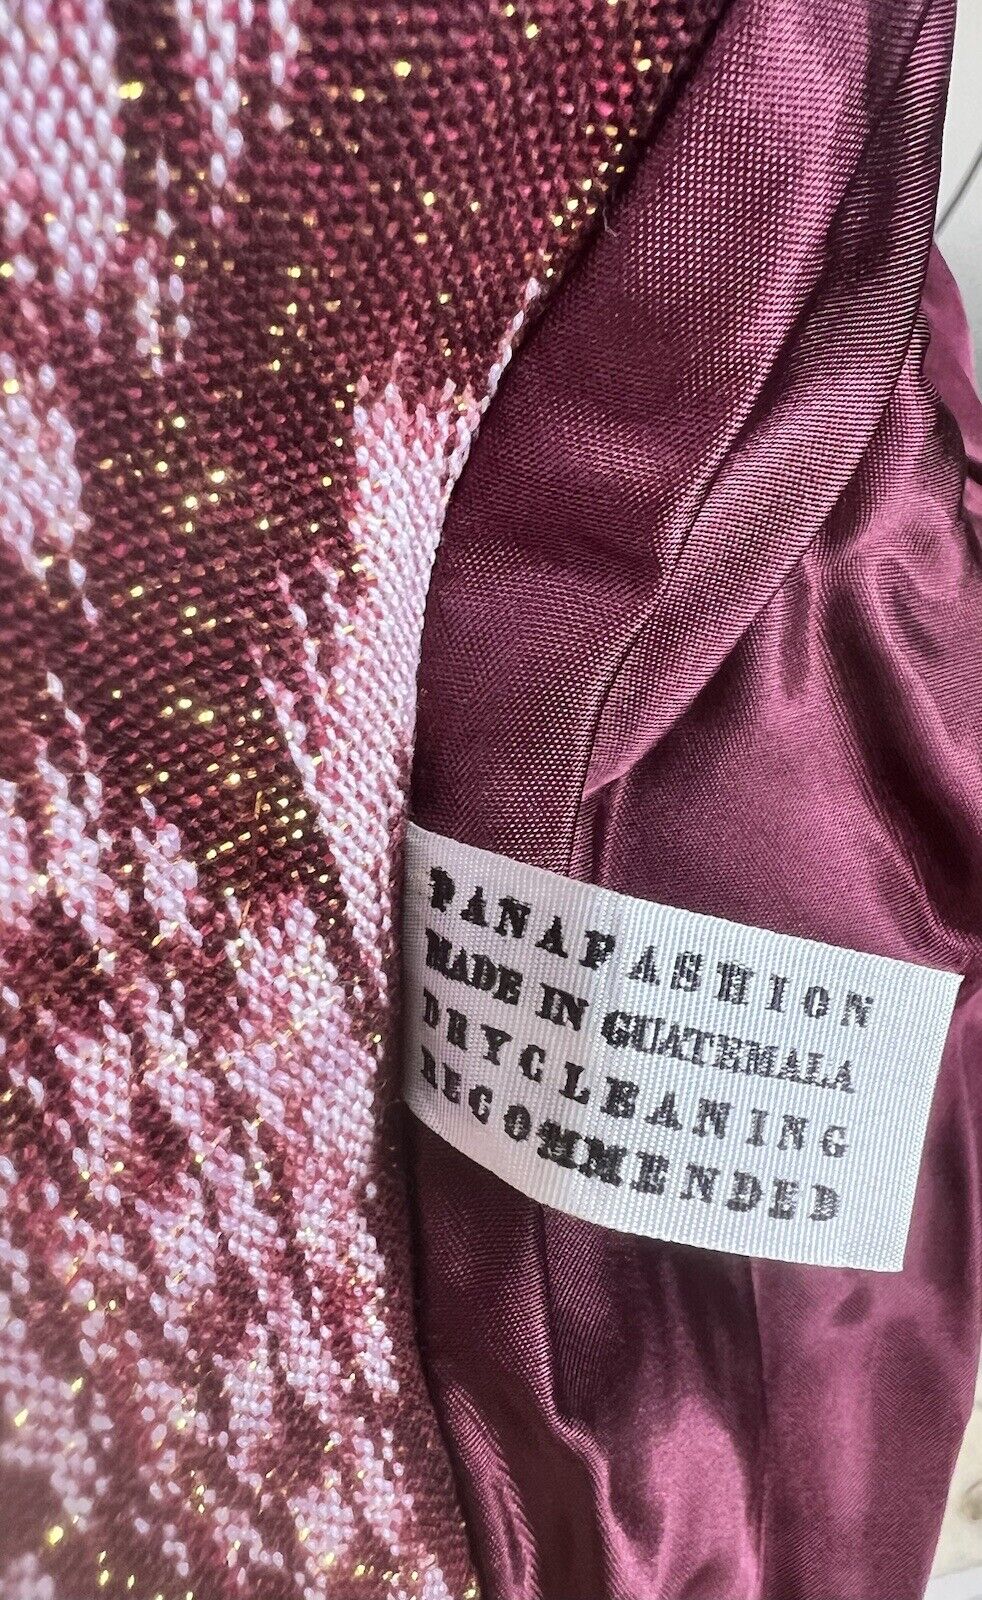 PANAFASHION
MADE IN GUATEMALA
DRYCLEANING
RECOMMENDED